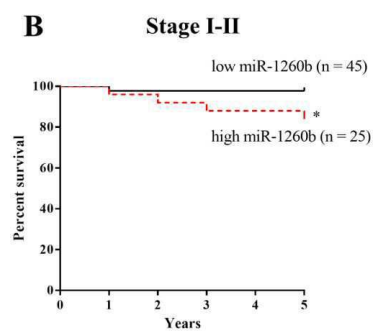 B
Stage I-II
low miR-1260b (n = 45)
100
80
*
high miR-1260b (n = 25)
60
Percent survival
40
20
0
0 1 2 3 4 5
Years